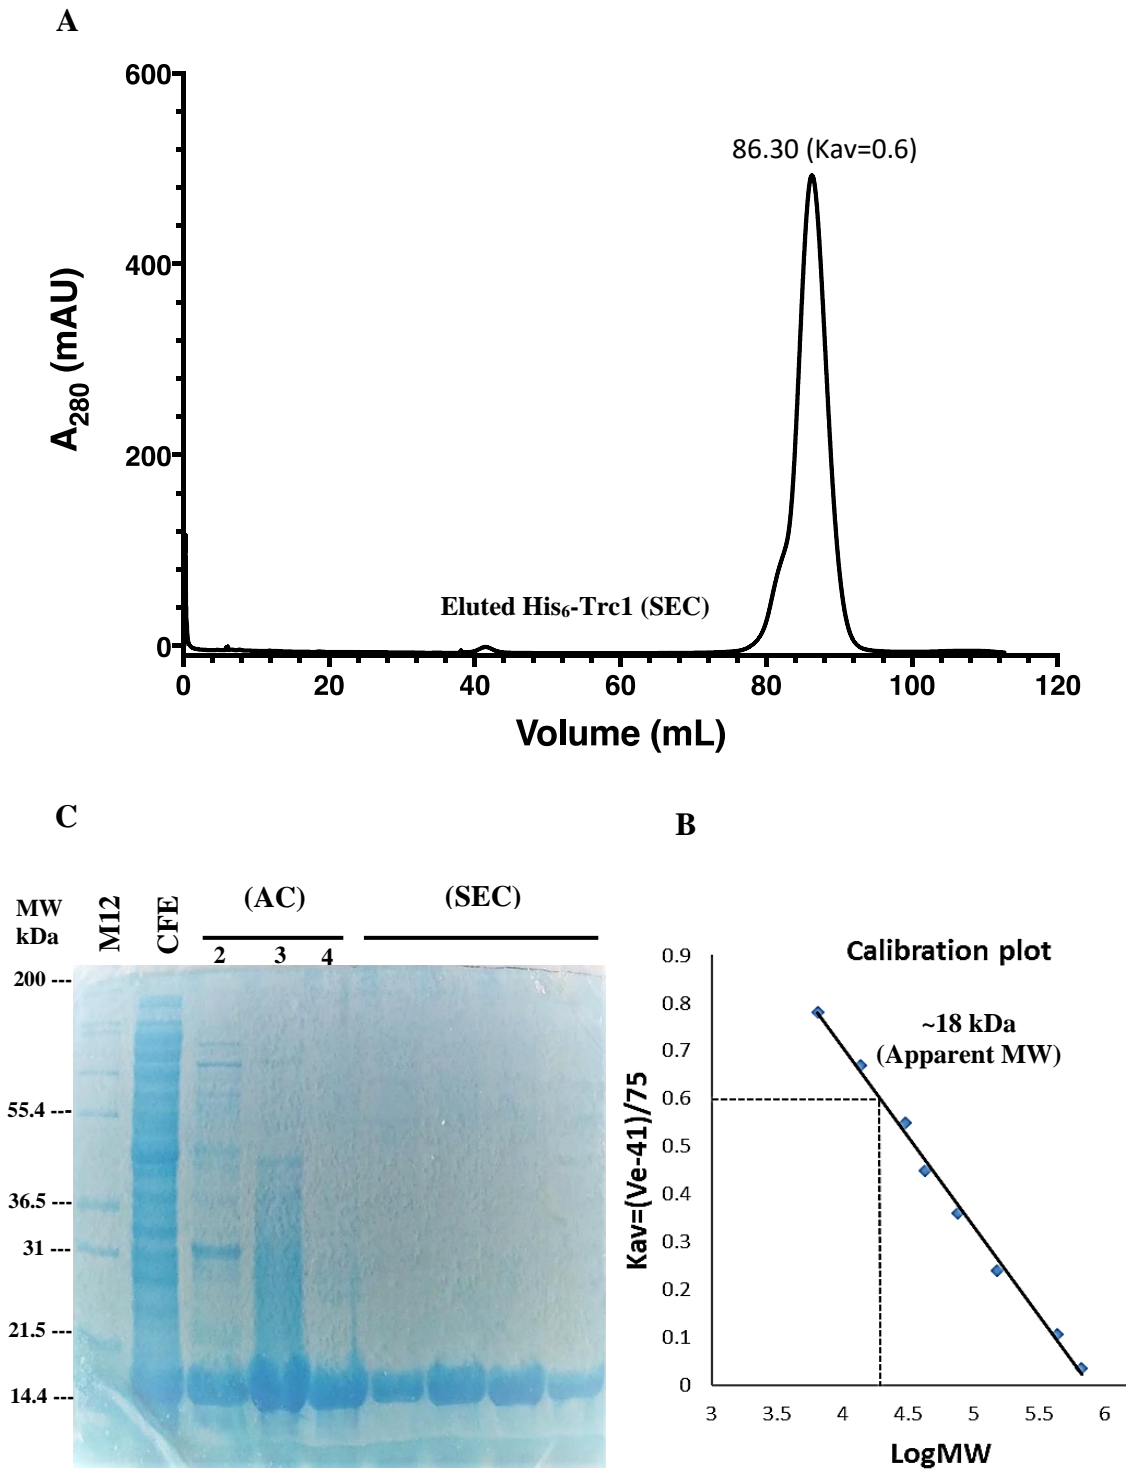 A
600
400
200
0
A280 (mAU)
86.30 (Kav=0.6)
Eluted His6-Trc1 (SEC)
0 20 40 60 80 100 120
Volume (mL)
C
MW
kDa
M12
CFE
(AC)
(SEC)
2 3 4
200 ---
55.4 ---
36.5 ---
31 ---
21.5 ---
14.4 ---
B
Calibration plot
~18 kDa
(Apparent MW)
Kav=(Ve-41)/75
0.9
0.8
0.7
0.6
0.5
0.4
0.3
0.2
0.1
0
3 3.5 4 4.5 5 5.5 6
LogMW